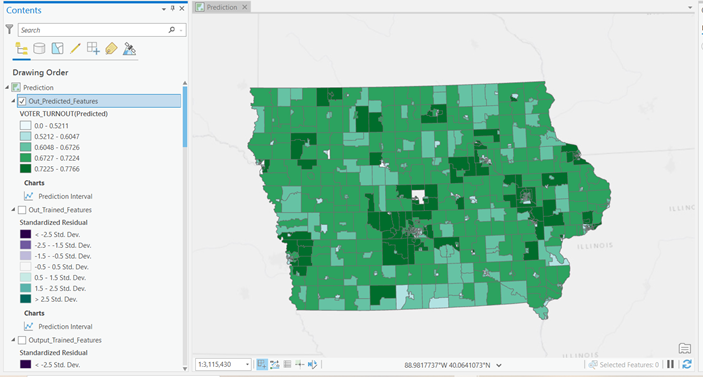 Contents
Search
Drawing Order
Prediction
Out_Predicted_Features
VOTER_TURNOUT(Predicted)
0.0 - 0.5211
0.5212 - 0.6047
0.6048 - 0.6726
0.6727 - 0.7224
0.7225 - 0.7766
Charts
Prediction Interval
Out_Trained_Features
Standardized Residual
< -2.5 Std. Dev.
-2.5 - -1.5 Std. Dev.
-1.5 - -0.5 Std. Dev.
-0.5 - 0.5 Std. Dev.
0.5 - 1.5 Std. Dev.
1.5 - 2.5 Std. Dev.
> 2.5 Std. Dev.
Charts
Prediction Interval
Output_Trained_Features
Standardized Residual
< -2.5 Std. Dev.
Prediction
ILLINOIS
ILLINOI
ILLINOIS
1:3,115,430
88.9817737°W 40.0641073°N
Selected Features: 0